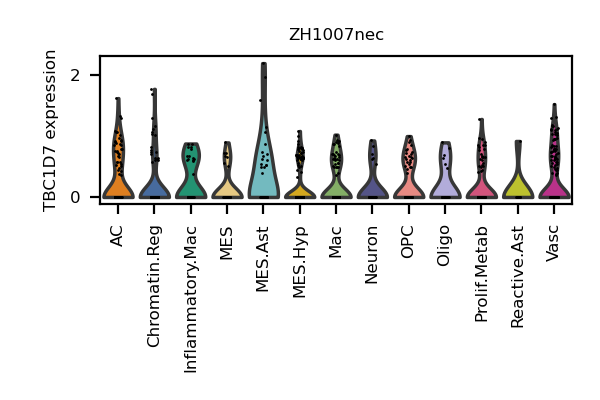 ZH1007nec
TBC1D7 expression
2
0
AC
Chromatin.Reg
Inflammatory.Mac
MES
MES.Ast
MES.Hyp
Mac
Neuron
OPC
Oligo
Prolif.Metab
Reactive.Ast
Vasc